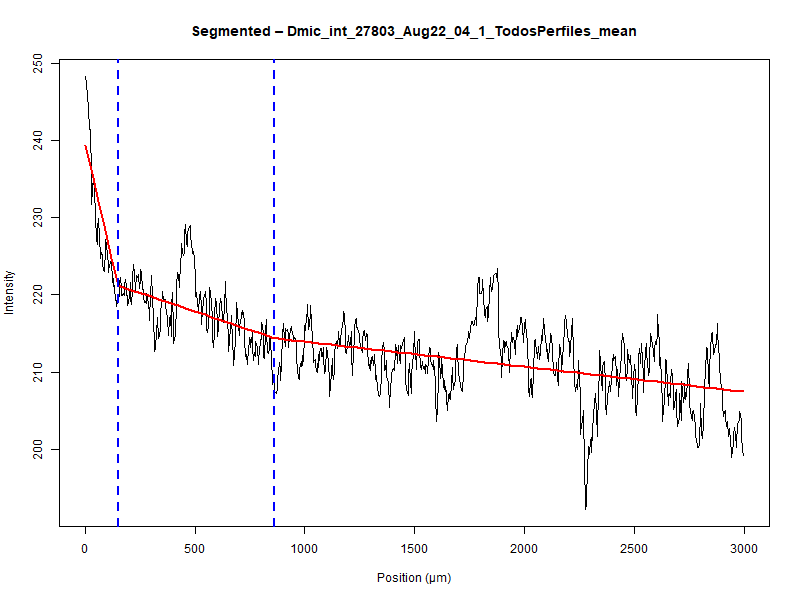 Segmented – Dmic_int_27803_Aug22_04_1_TodosPerfiles_mean
250
240
230
220
210
200
Intensity
0 500 1000 1500 2000 2500 3000
Position (µm)